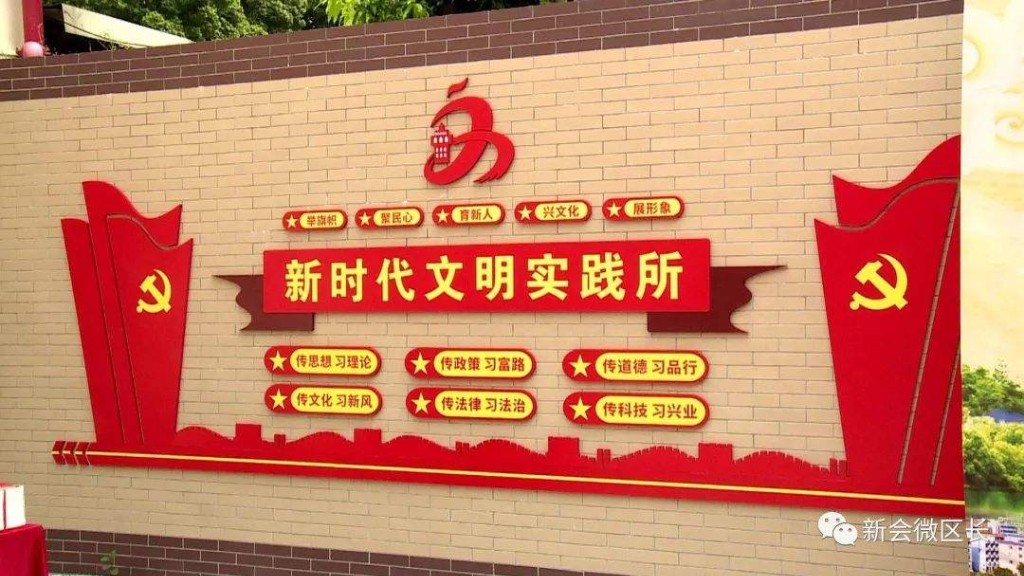 举旗帜 聚民心 育新人 兴文化 展形象
新时代文明实践所
传思想 习理论 传政策 习富路 传道德 习品行
传文化 习新风 传法律 习法治 传科技 习兴业
新会微区长